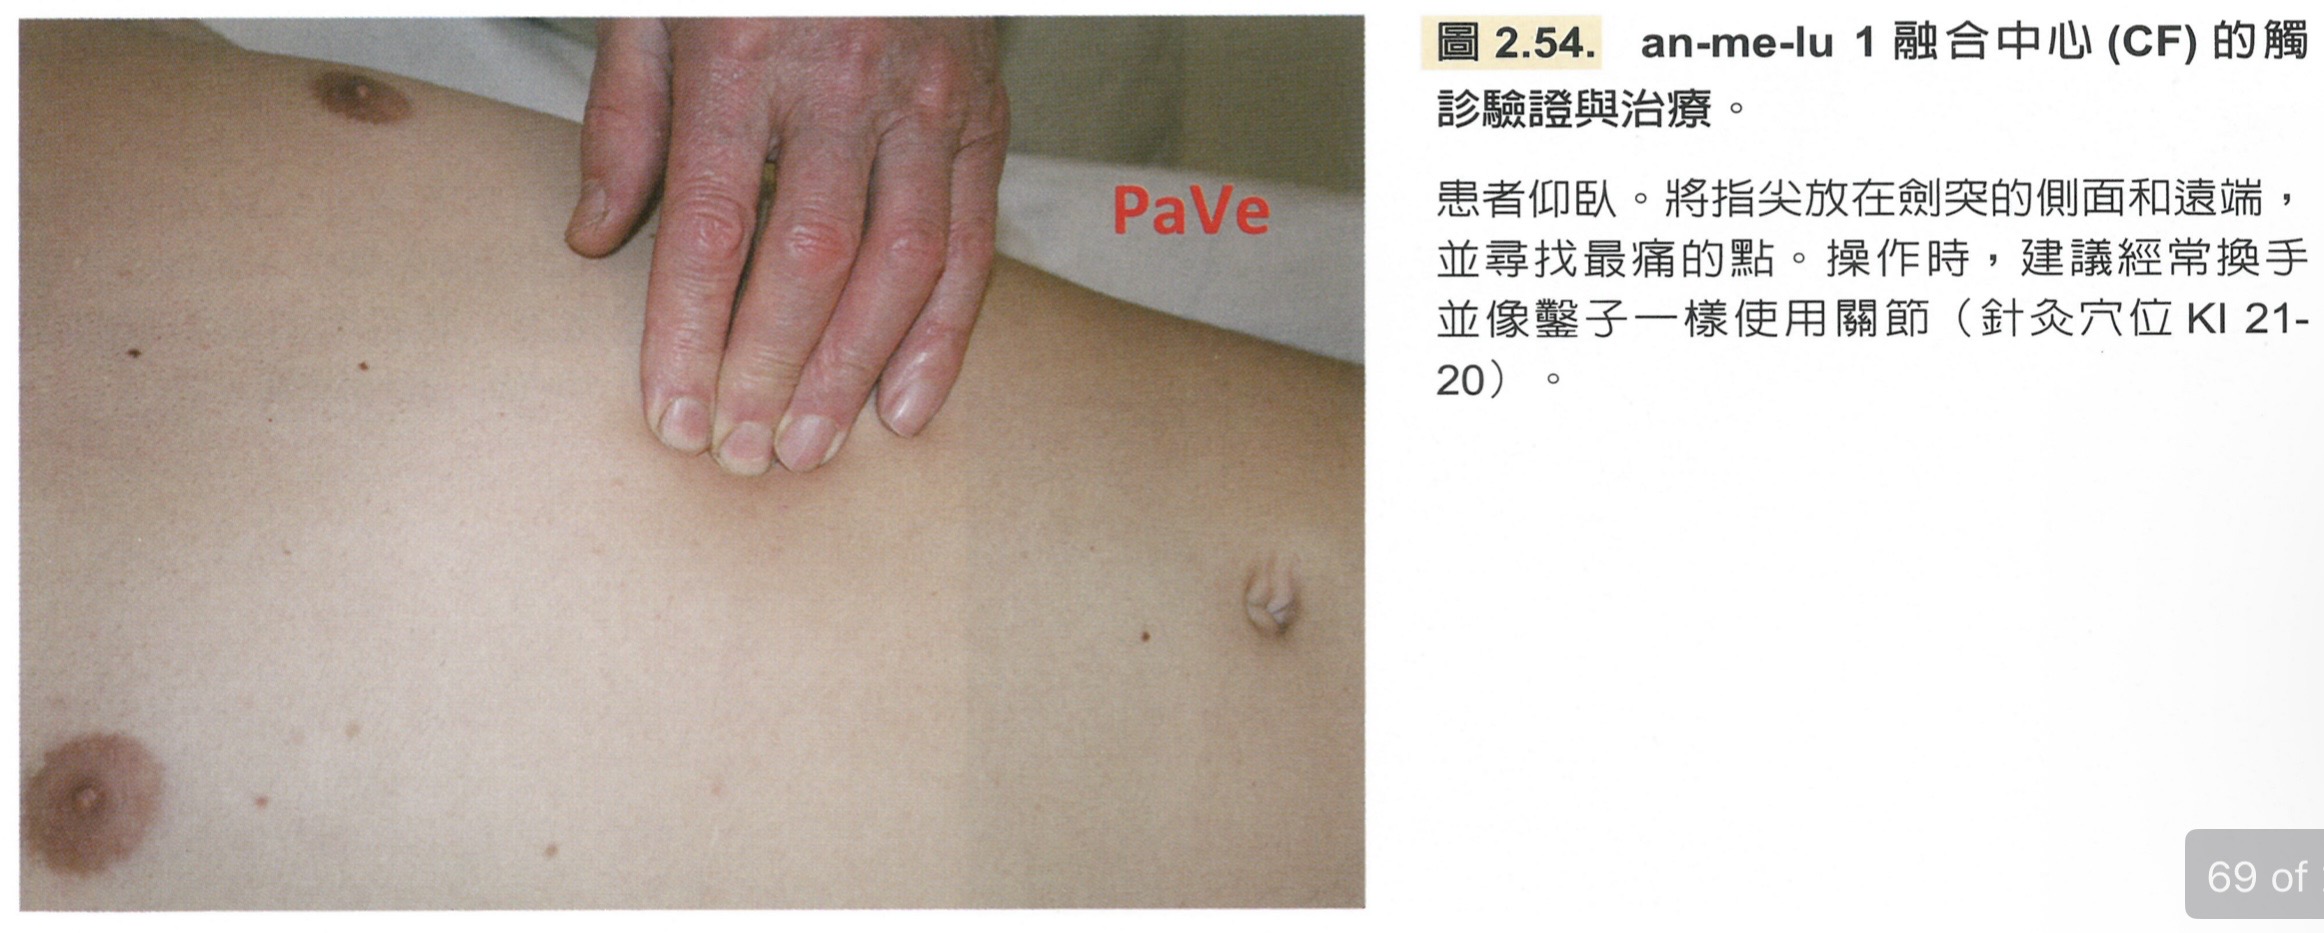 PaVe
圖 2.54. an-me-lu 1 融合中心 (CF) 的觸
診驗證與治療。
患者仰臥。將指尖放在劍突的側面和遠端，
並尋找最痛的點。操作時，建議經常換手
並像鑿子一樣使用關節（針灸穴位 KI 21-
20）。
69 of